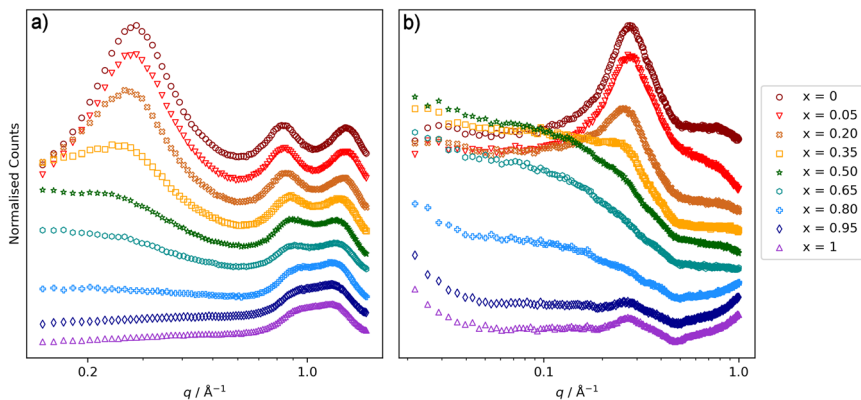 a)
b)
Normalised Counts
0.2
1.0
q / Å⁻¹
0.1
1.0
q / Å⁻¹
x = 0
x = 0.05
x = 0.20
x = 0.35
x = 0.50
x = 0.65
x = 0.80
x = 0.95
x = 1